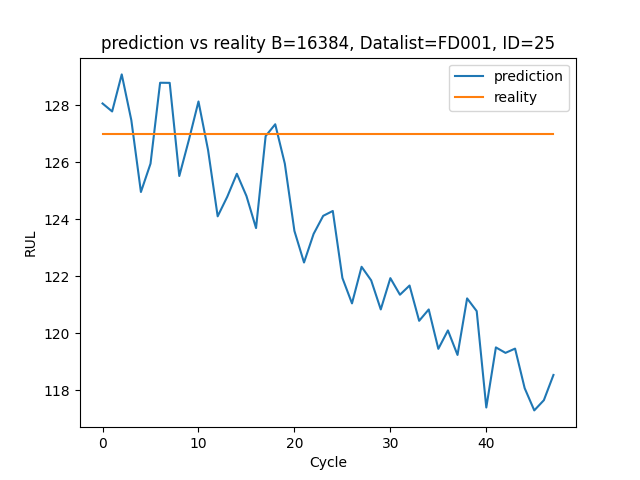 prediction vs reality B=16384, Datalist=FD001, ID=25
prediction
reality
RUL
128
126
124
122
120
118
0 10 20 30 40
Cycle